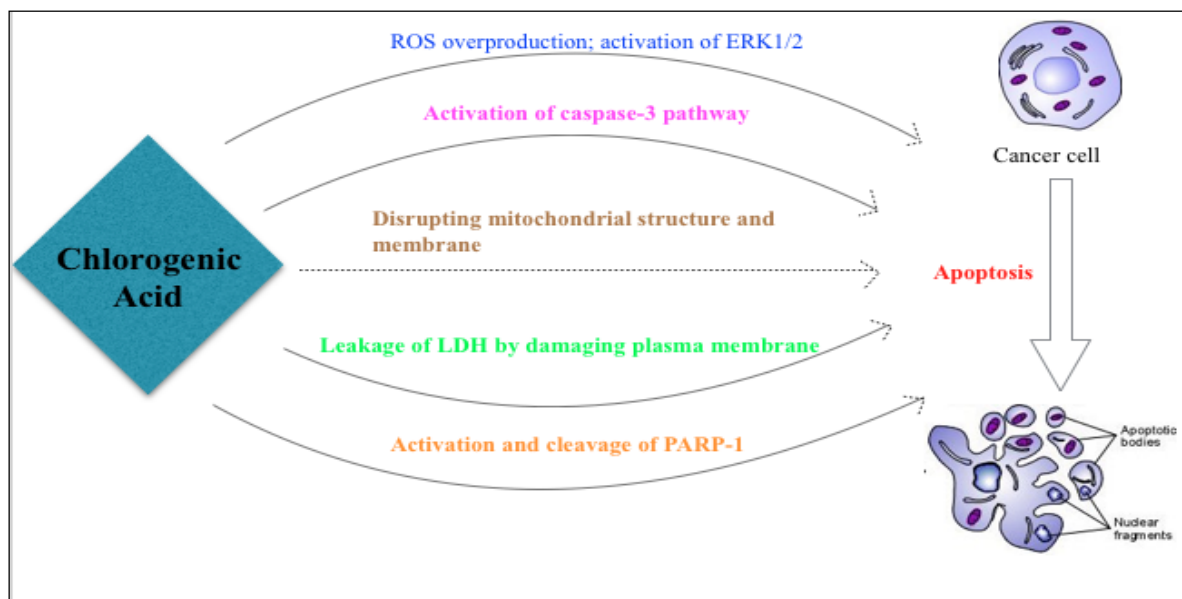 ROS overproduction; activation of ERK1/2
Activation of caspase-3 pathway
Cancer cell
Disrupting mitochondrial structure and
membrane
Chlorogenic
Acid
Apoptosis
Leakage of LDH by damaging plasma membrane
Activation and cleavage of PARP-1
Apoptotic
bodies
Nuclear
fragments